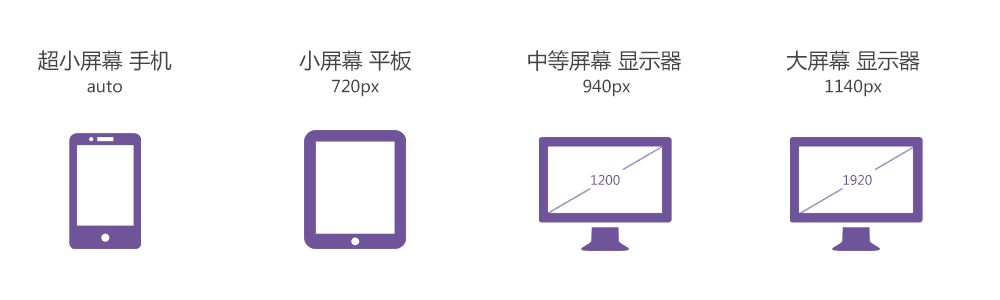 超小屏幕 手机
auto
小屏幕 平板
720px
中等屏幕 显示器
940px
大屏幕 显示器
1140px
1200
1920